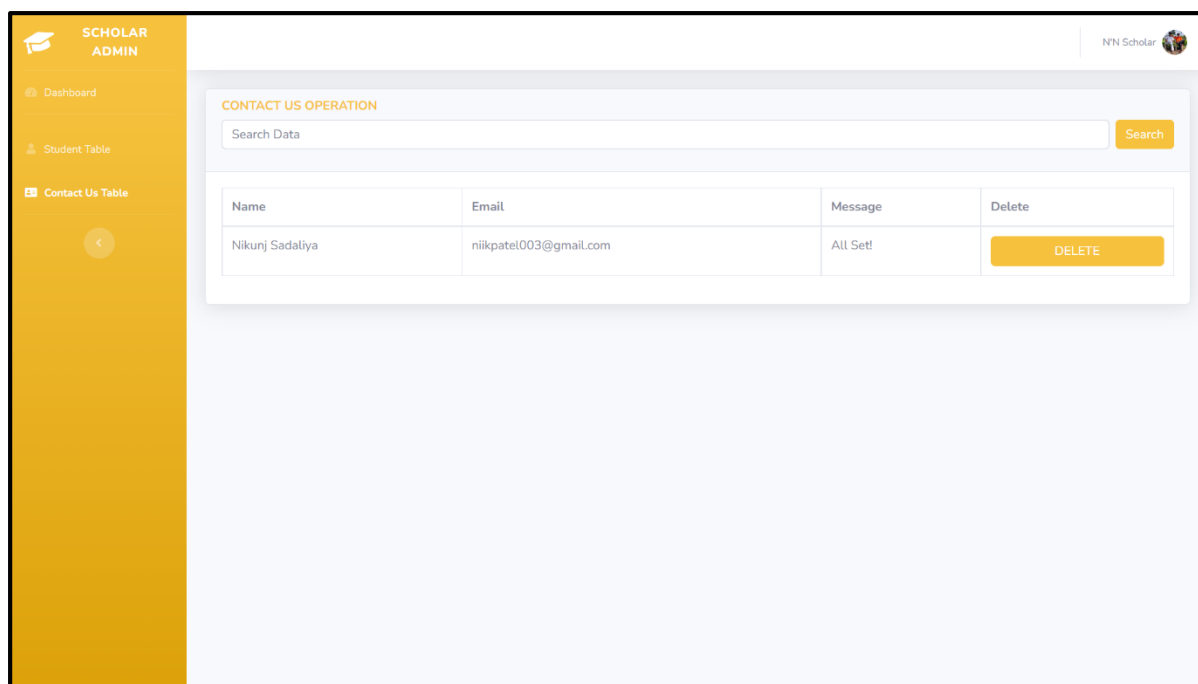 SCHOLAR
ADMIN
N'N Scholar
Dashboard
Student Table
Contact Us Table
CONTACT US OPERATION
Search Data
Search
Name Email Message Delete
Nikunj Sadaliya niikpatel003@gmail.com All Set! DELETE